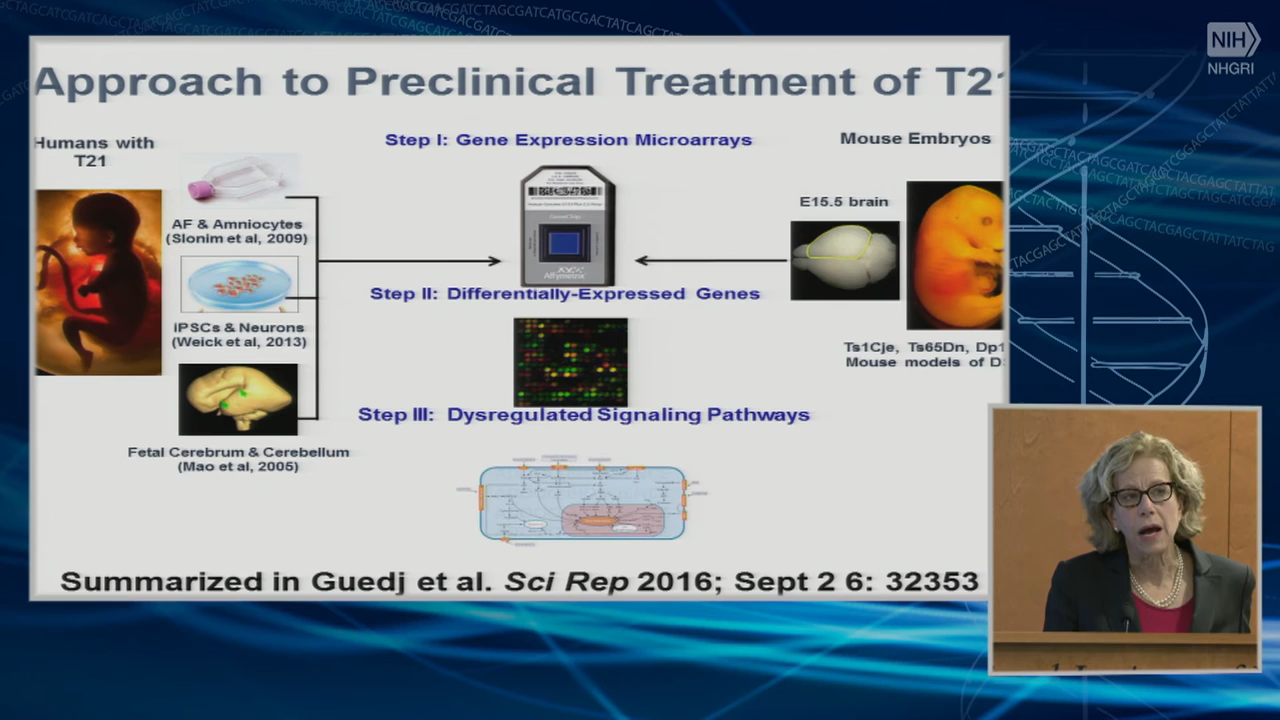 NIH
NHGRI
Approach to Preclinical Treatment of T21
Humans with
T21
Step I: Gene Expression Microarrays
Mouse Embryos
AF & Amniocytes
(Slonim et al, 2009)
E15.5 brain
Affymetrix
Step II: Differentially-Expressed Genes
iPSCs & Neurons
(Weick et al, 2013)
Ts1Cje, Ts65Dn, Dp1
Mouse models of D
Step III: Dysregulated Signaling Pathways
Fetal Cerebrum & Cerebellum
(Mao et al, 2005)
Summarized in Guedj et al. Sci Rep 2016; Sept 2 6: 32353